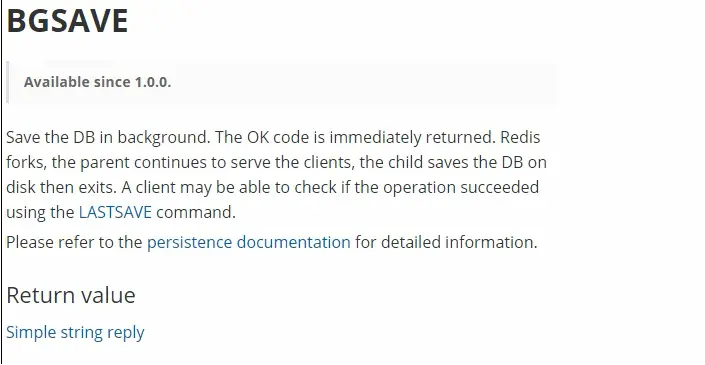 BGSAVE
Available since 1.0.0.
Save the DB in background. The OK code is immediately returned. Redis
forks, the parent continues to serve the clients, the child saves the DB on
disk then exits. A client may be able to check if the operation succeeded
using the LASTSAVE command.
Please refer to the persistence documentation for detailed information.
Return value
Simple string reply